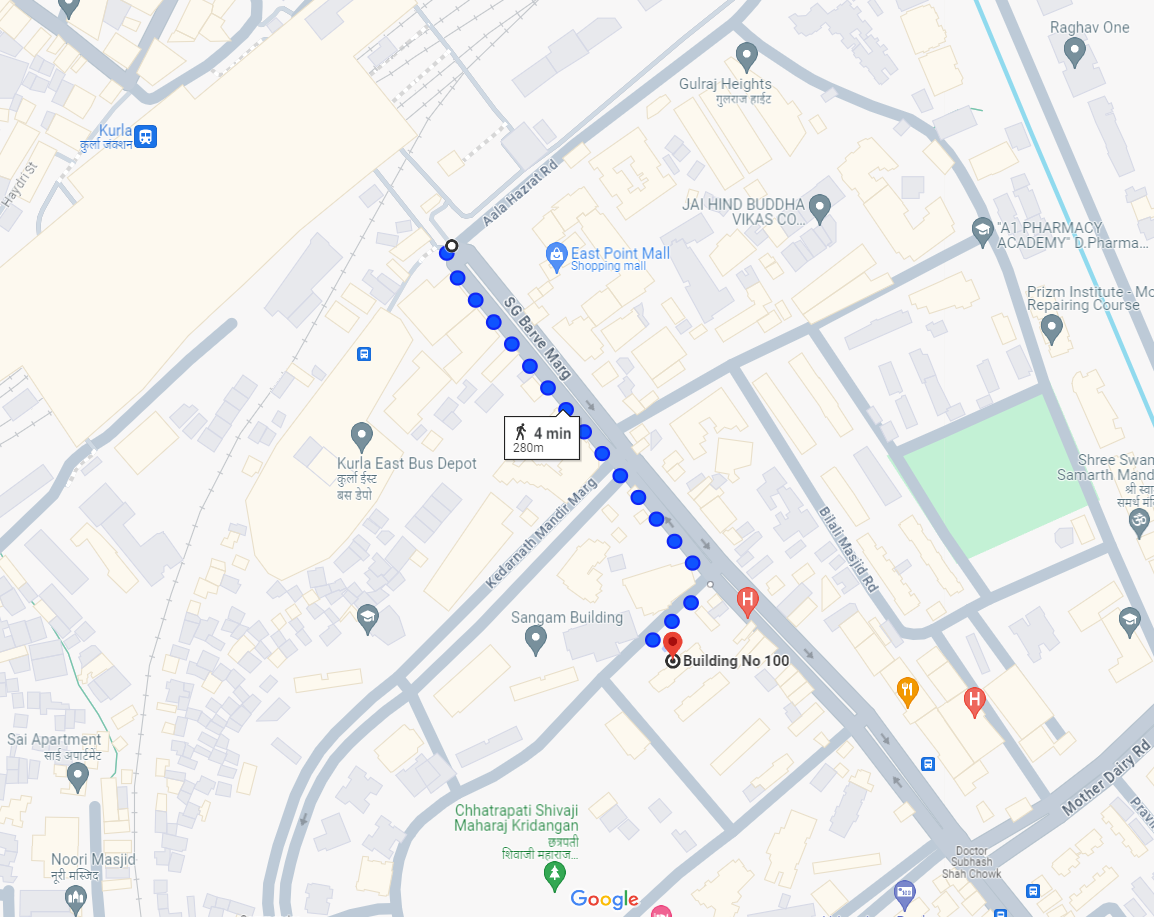 Raghav One
Gulraj Heights
गुलराज हाईट
Kurla
कुर्ला जंक्शन
Haydri St
Aala Hazrat Rd
JAI HIND BUDDHA
VIKAS CO...
"A1 PHARMACY
ACADEMY" D.Pharma...
East Point Mall
Shopping mall
Prizm Institute - Mo
Repairing Course
SG Barve Marg
4 min
280m
Kurla East Bus Depot
कुर्ला ईस्ट
बस डेपो
Shree Swam
Samarth Mand
श्री स्वा
समर्थ मं
Kedarnath Mandir Marg
Bilali Masjid Rd
H
Sangam Building
Building No 100
H
Sai Apartment
साई अपार्टमेंट
Mother Dairy Rd
Chhatrapati Shivaji
Maharaj Kridangan
छत्रपती
शिवाजी महाराज...
Doctor
Subhash
Shah Chowk
Noori Masjid
नूरी मस्जिद
Google